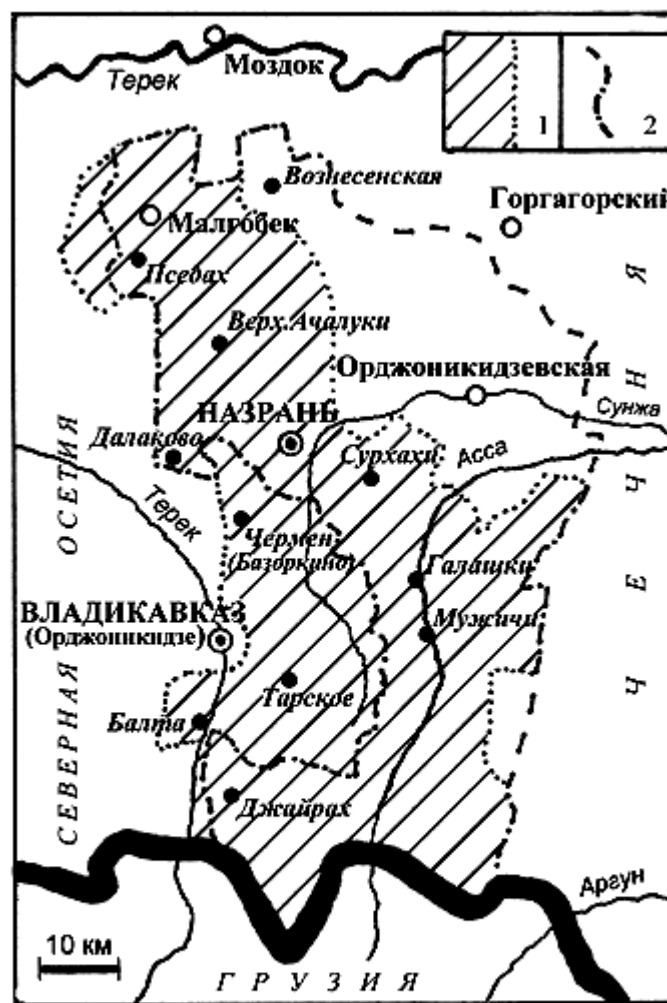 Моздок
Терек
1
2
Вознесенская
Горгагорский
Малгобек
Пседах
Верх.Ачалуки
Орджоникидзевская
Сунжа
НАЗРАНЬ
Далаково
Сурхахи
Асса
Терек
Чермен
(Базоркино)
Галашки
ВЛАДИКАВКАЗ
(Орджоникидзе)
Мужичи
Тарское
Балта
Джайрах
СЕВЕРНАЯ ОСЕТИЯ
ЧЕЧНЯ
Аргун
10 км
ГРУЗИЯ